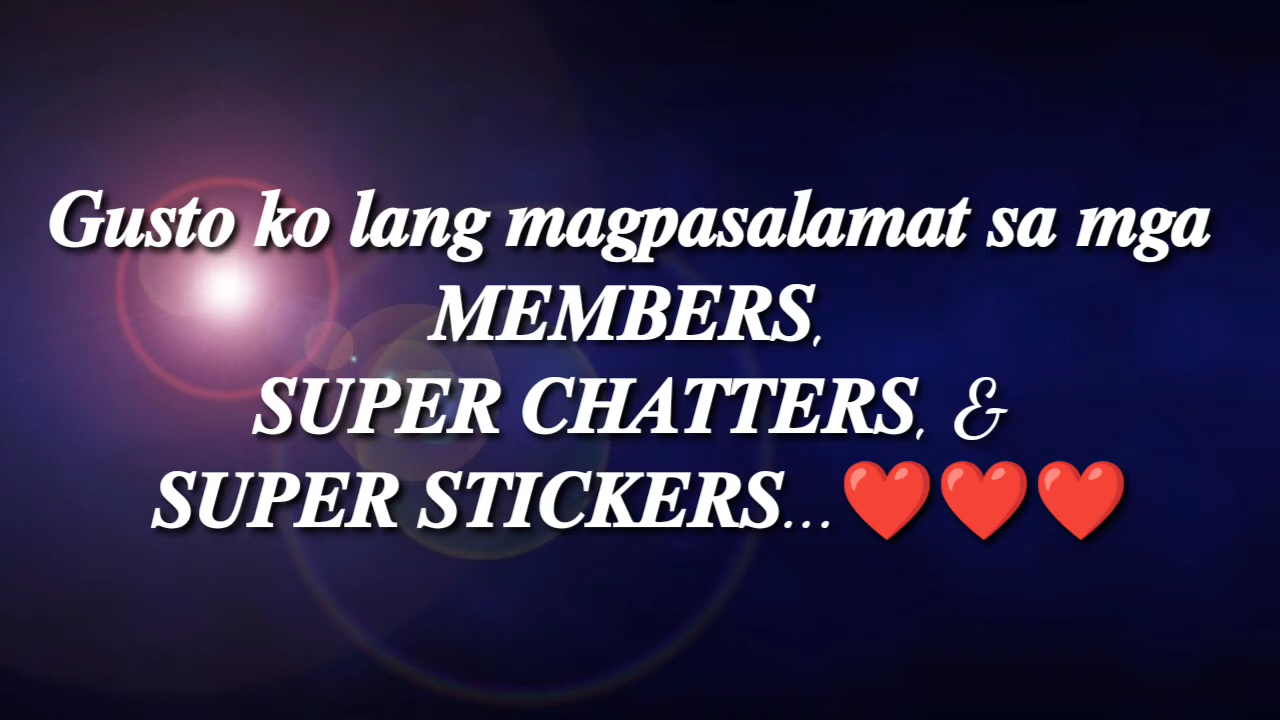 Gusto ko lang magpasalamat sa mga
MEMBERS,
SUPER CHATTERS, &
SUPER STICKERS...❤️❤️❤️